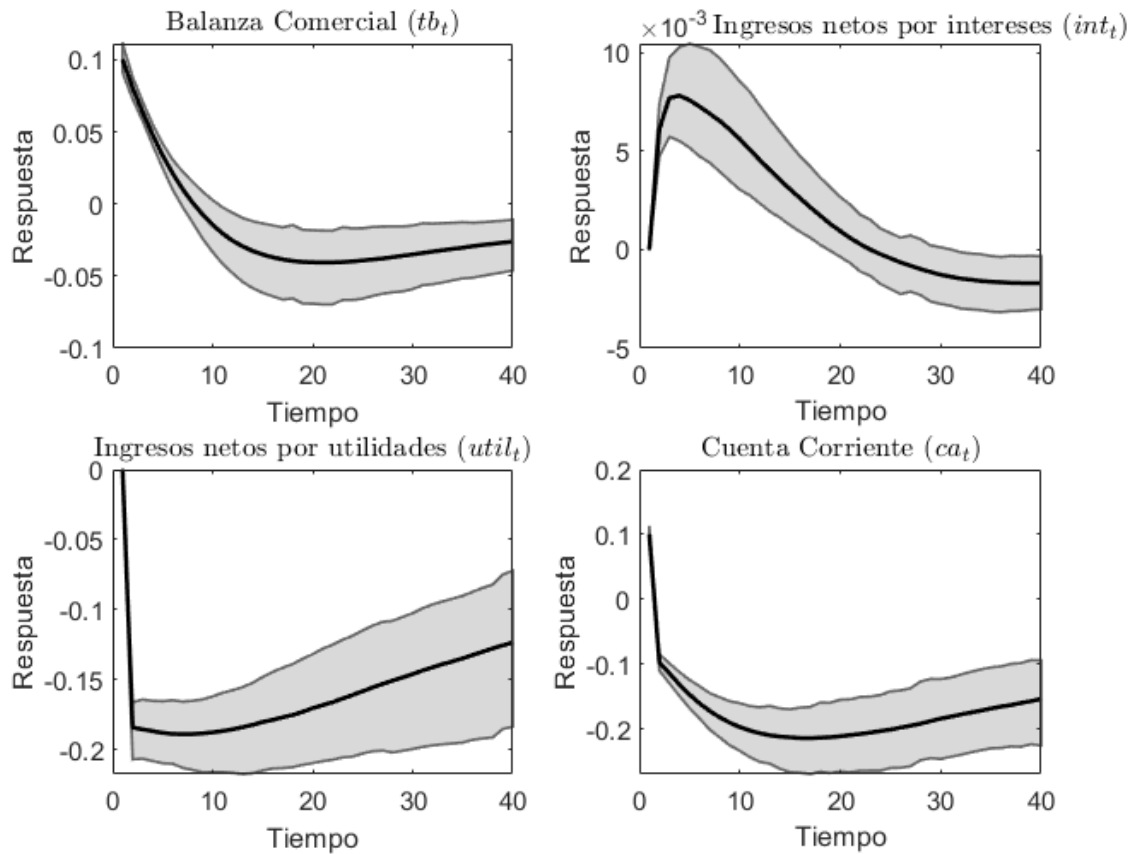 Balanza Comercial (tb_t)
0.1
0.05
0
-0.05
-0.1
Respuesta
0 10 20 30 40
Tiempo
×10^-3 Ingresos netos por intereses (int_t)
10
5
0
-5
Respuesta
0 10 20 30 40
Tiempo
Ingresos netos por utilidades (util_t)
0
-0.05
-0.1
-0.15
-0.2
Respuesta
0 10 20 30 40
Tiempo
Cuenta Corriente (ca_t)
0.2
0.1
0
-0.1
-0.2
Respuesta
0 10 20 30 40
Tiempo